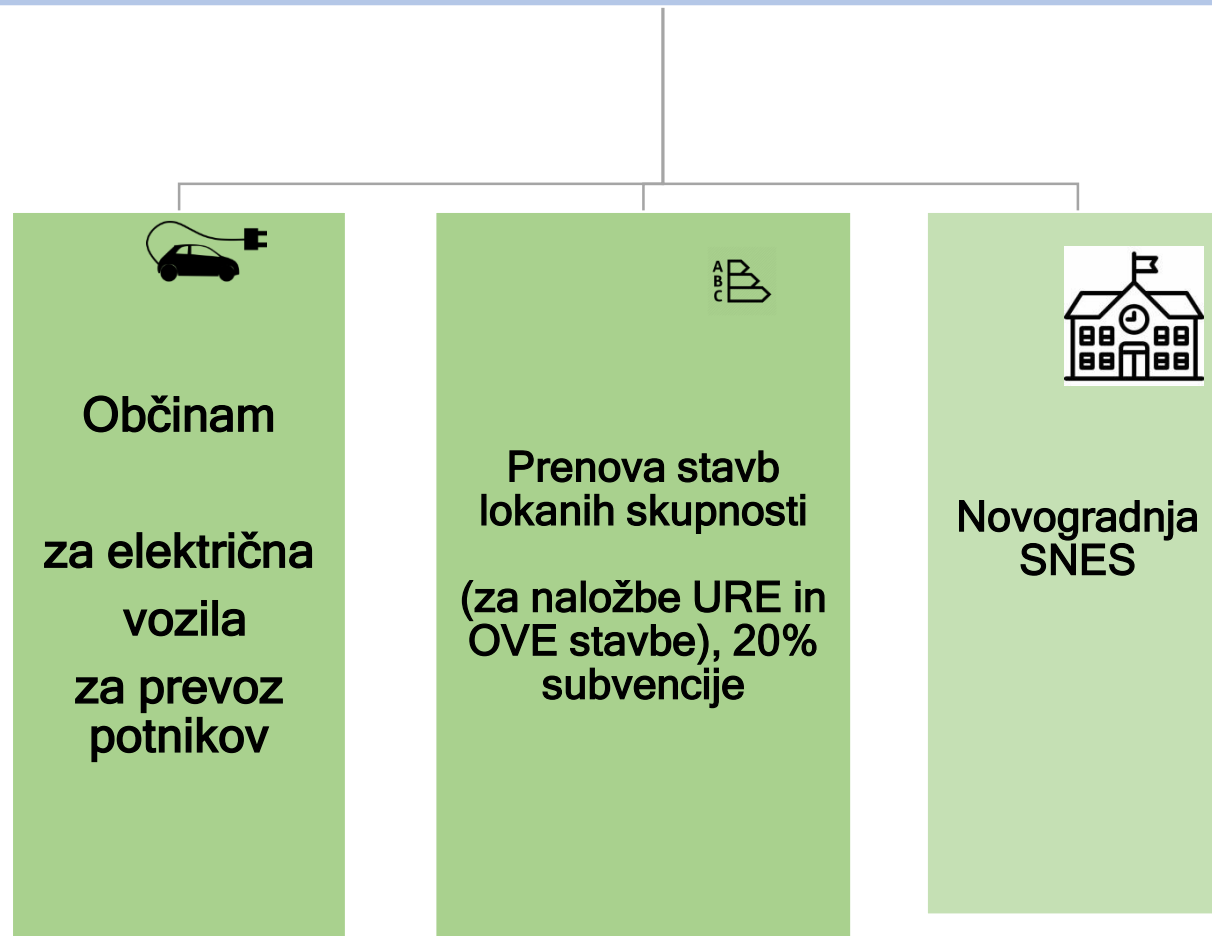 Občinam
za električna
vozila
za prevoz
potnikov
A
B
C
Prenova stavb
lokanih skupnosti
(za naložbe URE in
OVE stavbe), 20%
subvencije
Novogradnja
SNES